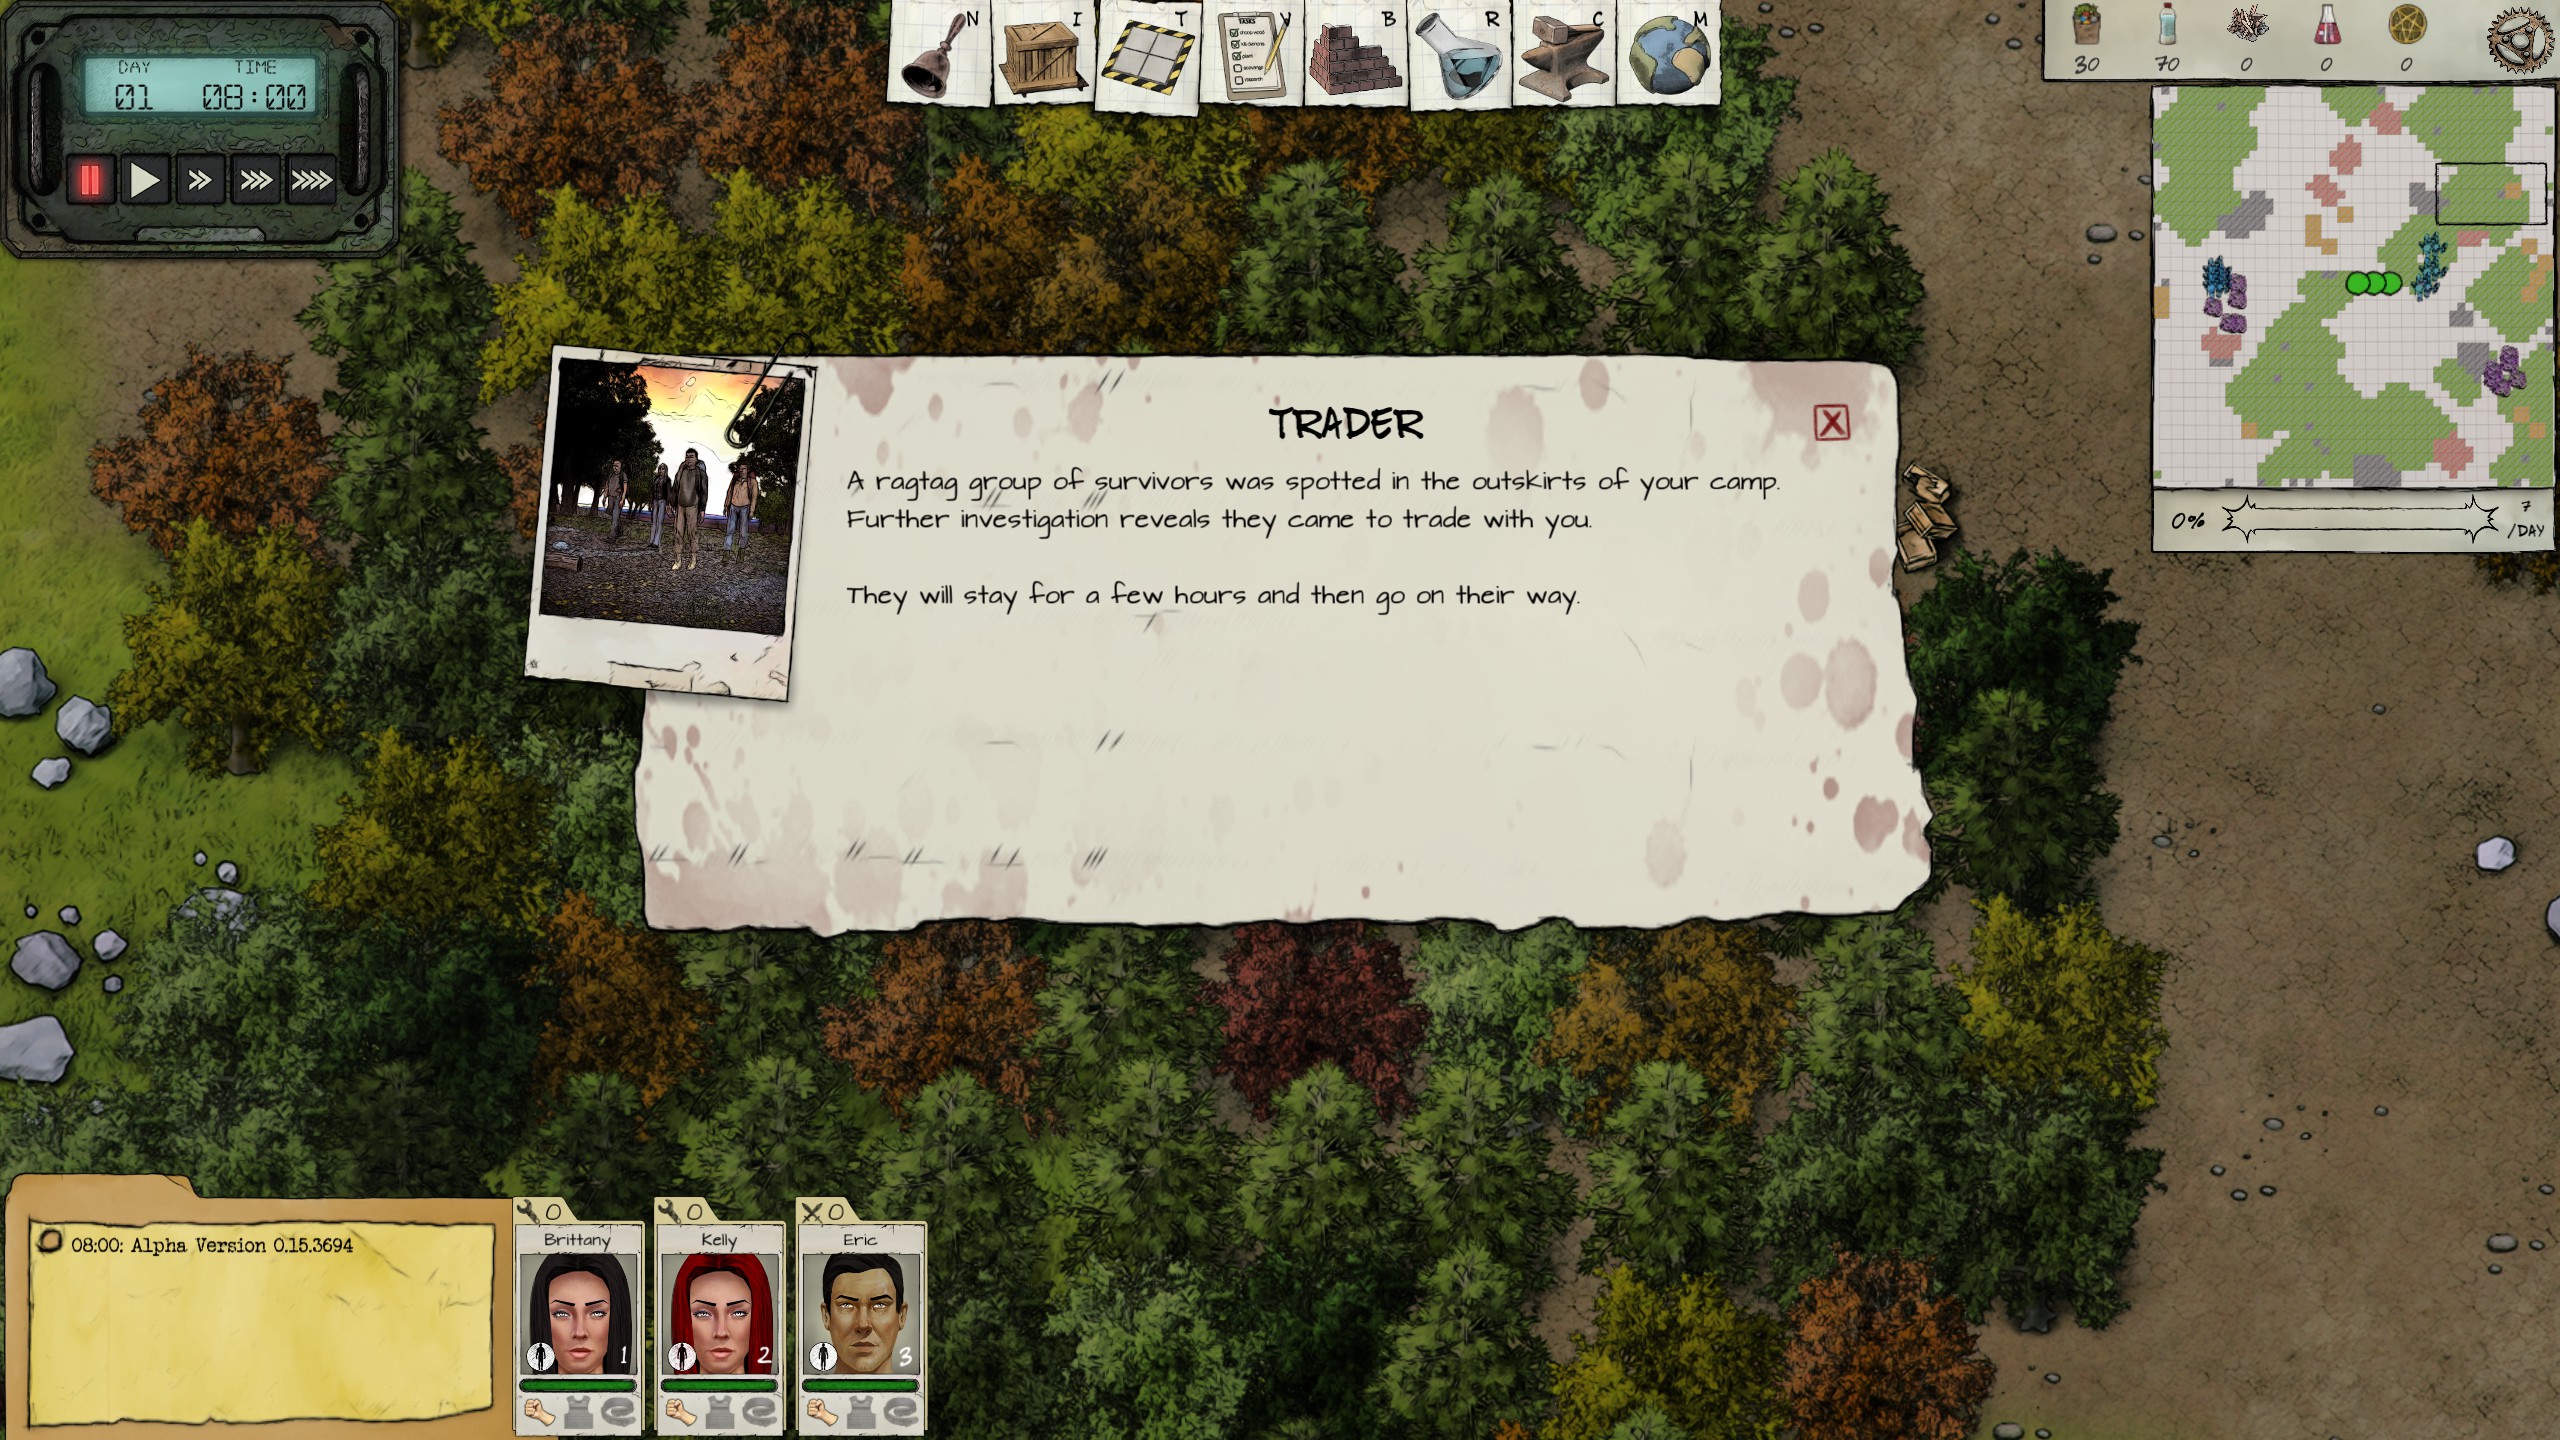 DAY TIME
01 08:00
N I T V B R C M
TASKS
30 70 0 0 0
0% 7
/DAY
TRADER
X
A ragtag group of survivors was spotted in the outskirts of your camp.
Further investigation reveals they came to trade with you.
They will stay for a few hours and then go on their way.
08:00: Alpha Version 0.15.3694
0 0 0
Brittany Kelly Eric
1 2 3